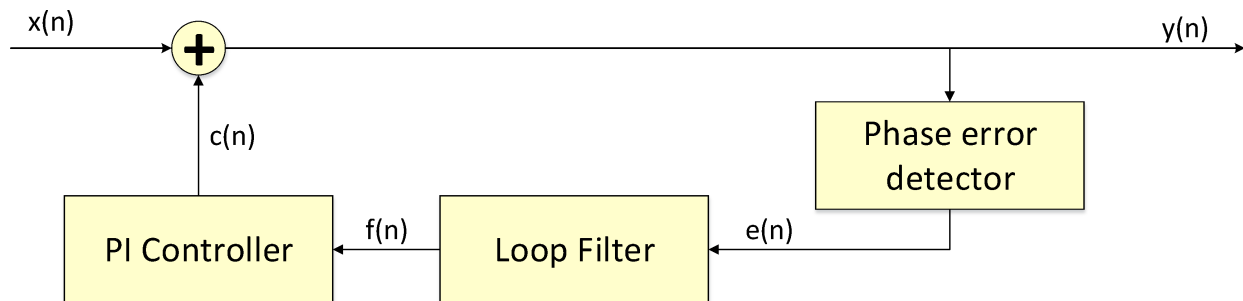 x(n)
+
y(n)
c(n)
Phase error
detector
PI Controller
f(n)
Loop Filter
e(n)